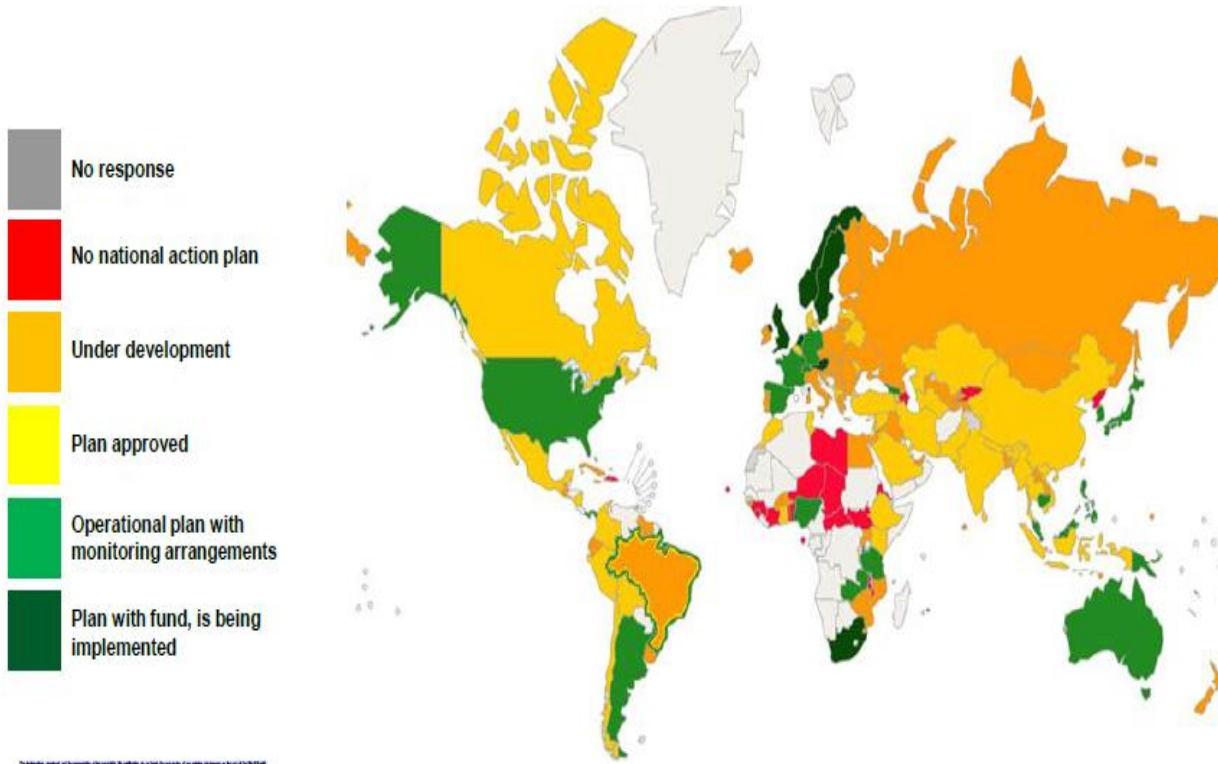 No response
No national action plan
Under development
Plan approved
Operational plan with
monitoring arrangements
Plan with fund, is being
implemented